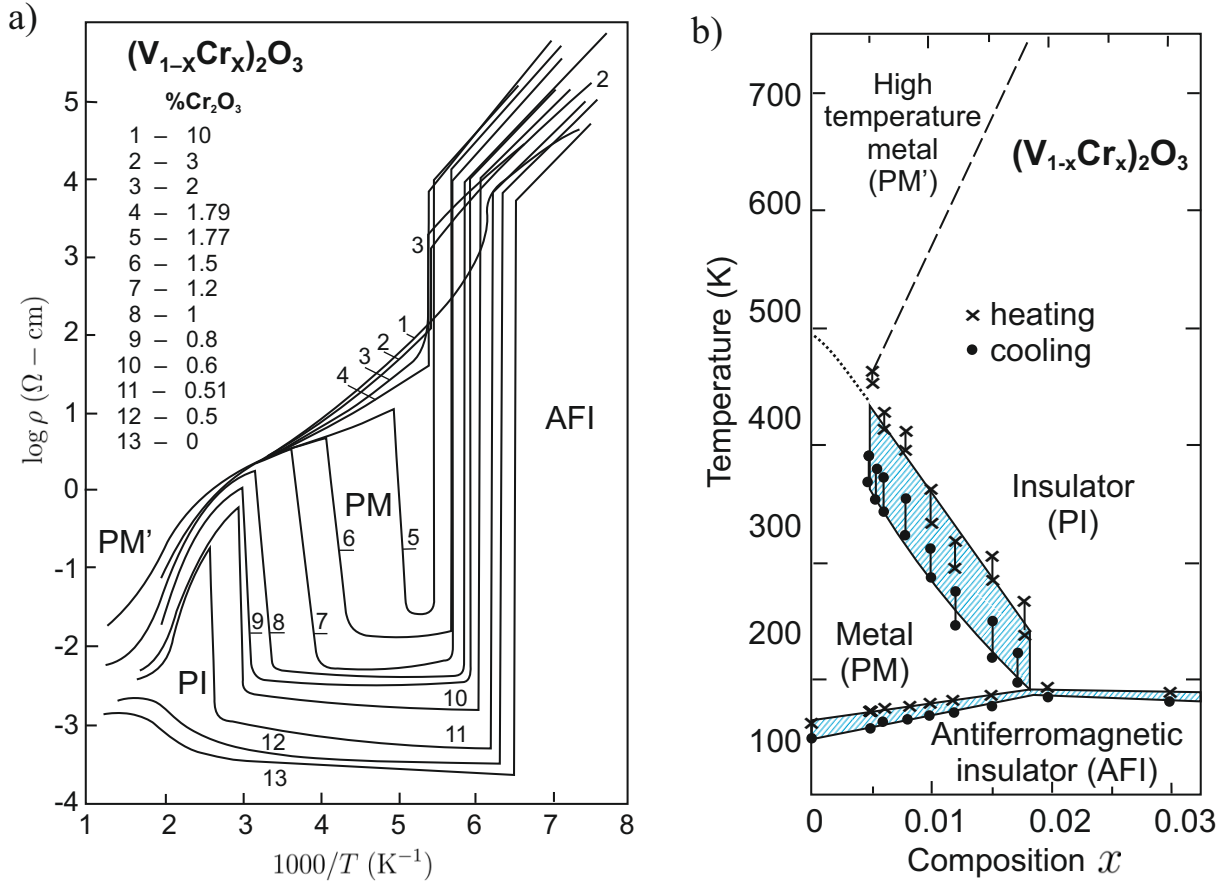 a)
(V₁₋ₓCrₓ)₂O₃
%Cr₂O₃
1 – 10
2 – 3
3 – 2
4 – 1.79
5 – 1.77
6 – 1.5
7 – 1.2
8 – 1
9 – 0.8
10 – 0.6
11 – 0.51
12 – 0.5
13 – 0
log ρ (Ω − cm)
5
4
3
2
1
0
-1
-2
-3
-4
2
3
1
2
3
4
AFI
PM
PM'
6
5
9
8
7
PI
10
11
12
13
1
2
3
4
5
6
7
8
1000/T (K⁻¹)
b)
Temperature (K)
700
600
500
400
300
200
100
High
temperature
metal
(PM')
(V₁₋ₓCrₓ)₂O₃
× heating
● cooling
Insulator
(PI)
Metal
(PM)
Antiferromagnetic
insulator (AFI)
0
0.01
0.02
0.03
Composition x